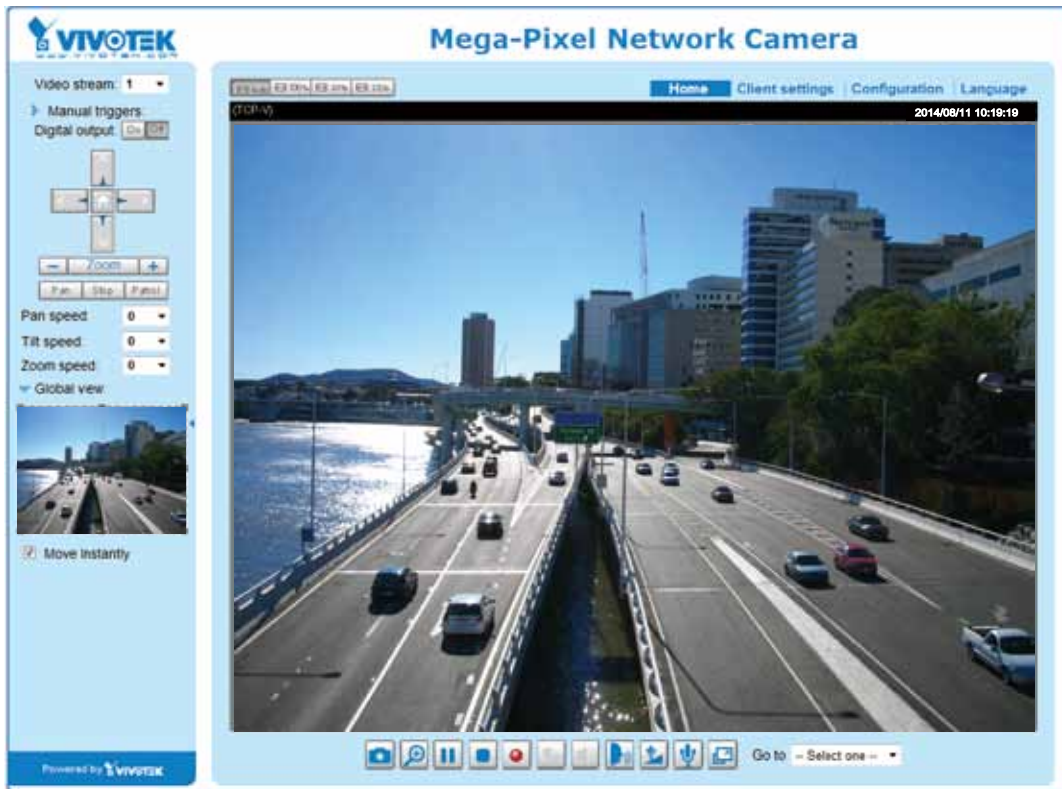 VIVOTEK
Mega-Pixel Network Camera
Video stream: 1
Manual triggers:
Digital output: On Off
Zoom
Pan Stop Patrol
Pan speed: 0
Tilt speed: 0
Zoom speed: 0
Global view
Move instantly
Powered by VIVOTEK
Home Client settings Configuration Language
(TCP-V)
2014/08/11 10:19:19
Go to: -- Select one --